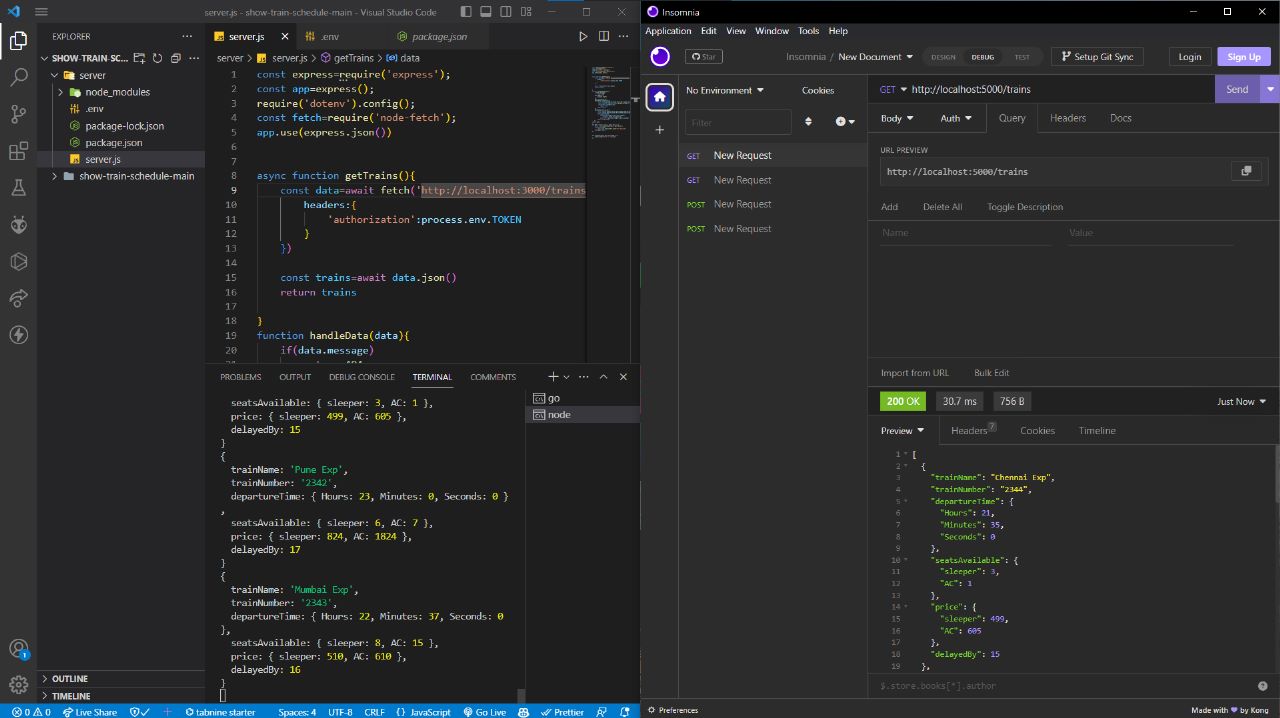 server.js - show-train-schedule-main - Visual Studio Code
EXPLORER
SHOW-TRAIN-SC...
server
node_modules
.env
package-lock.json
package.json
server.js
show-train-schedule-main
OUTLINE
TIMELINE
server.js
.env
package.json
server > server.js > getTrains > data
1 const express=require('express');
2 const app=express();
3 require('dotenv').config();
4 const fetch=require('node-fetch');
5 app.use(express.json())
6
7
8 async function getTrains(){
9 const data=await fetch('http://localhost:3000/trains
10 headers:{
11 'authorization':process.env.TOKEN
12 }
13 })
14
15 const trains=await data.json()
16 return trains
17
18 }
19 function handleData(data){
20 if(data.message)
PROBLEMS OUTPUT DEBUG CONSOLE TERMINAL COMMENTS
go
node
seatsAvailable: { sleeper: 3, AC: 1 },
price: { sleeper: 499, AC: 605 },
delayedBy: 15
}
{
trainName: 'Pune Exp',
trainNumber: '2342',
departureTime: { Hours: 23, Minutes: 0, Seconds: 0 }
,
seatsAvailable: { sleeper: 6, AC: 7 },
price: { sleeper: 824, AC: 1824 },
delayedBy: 17
}
{
trainName: 'Mumbai Exp',
trainNumber: '2343',
departureTime: { Hours: 22, Minutes: 37, Seconds: 0
},
seatsAvailable: { sleeper: 8, AC: 15 },
price: { sleeper: 510, AC: 610 },
delayedBy: 16
}
1
0 0 Live Share tabnine starter Spaces: 4 UTF-8 CRLF {} JavaScript Go Live Prettier
Insomnia
Application Edit View Window Tools Help
Star
Insomnia / New Document
DESIGN DEBUG TEST
Setup Git Sync
Login
Sign Up
No Environment
Cookies
Filter
GET New Request
GET New Request
POST New Request
POST New Request
GET http://localhost:5000/trains
Send
Body Auth Query Headers Docs
URL PREVIEW
http://localhost:5000/trains
Add Delete All Toggle Description
Name Value
Import from URL Bulk Edit
200 OK 30.7 ms 756 B Just Now
Preview Headers 7 Cookies Timeline
1 [
2 {
3 "trainName": "Chennai Exp",
4 "trainNumber": "2344",
5 "departureTime": {
6 "Hours": 21,
7 "Minutes": 35,
8 "Seconds": 0
9 },
10 "seatsAvailable": {
11 "sleeper": 3,
12 "AC": 1
13 },
14 "price": {
15 "sleeper": 499,
16 "AC": 605
17 },
18 "delayedBy": 15
19 },
$.store.books[*].author
Preferences
Made with by Kong